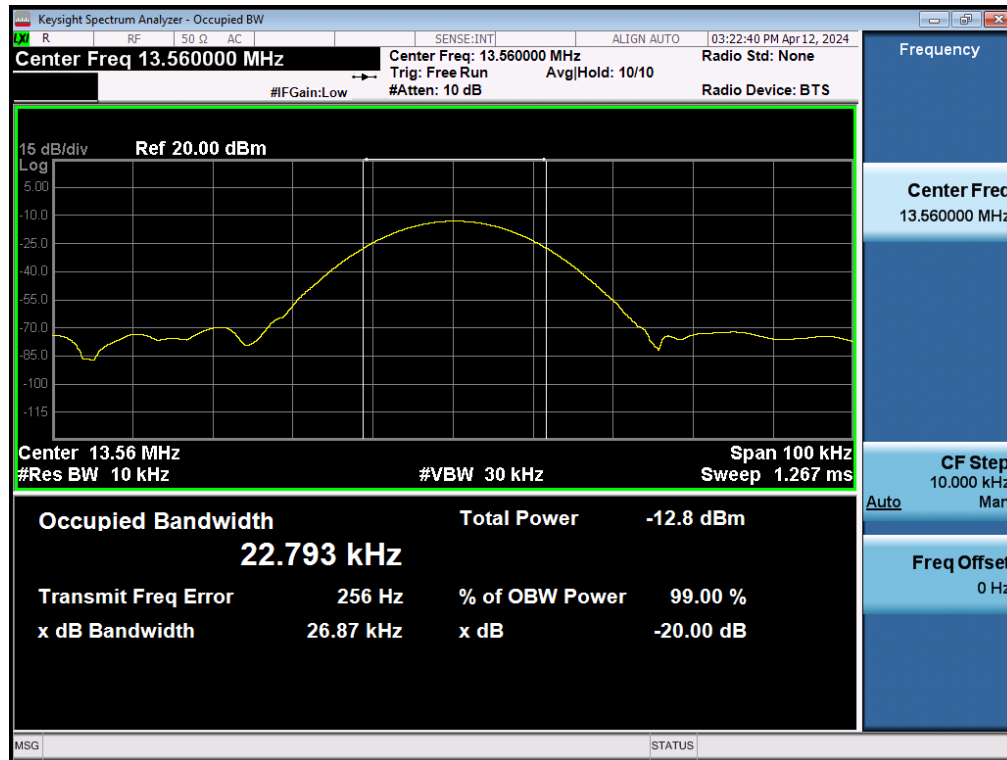 Keysight Spectrum Analyzer - Occupied BW
LXI R RF 50 Ω AC SENSE:INT ALIGN AUTO 03:22:40 PM Apr 12, 2024
Center Freq 13.560000 MHz
Center Freq: 13.560000 MHz Radio Std: None
Trig: Free Run Avg|Hold: 10/10
#IFGain:Low #Atten: 10 dB Radio Device: BTS
15 dB/div Ref 20.00 dBm
Log
5.00
-10.0
-25.0
-40.0
-55.0
-70.0
-85.0
-100
-115
Center 13.56 MHz Span 100 kHz
#Res BW 10 kHz #VBW 30 kHz Sweep 1.267 ms
Occupied Bandwidth Total Power -12.8 dBm
22.793 kHz
Transmit Freq Error 256 Hz % of OBW Power 99.00 %
x dB Bandwidth 26.87 kHz x dB -20.00 dB
Frequency
Center Freq
13.560000 MHz
CF Step
10.000 kHz
Auto Man
Freq Offset
0 Hz
MSG STATUS